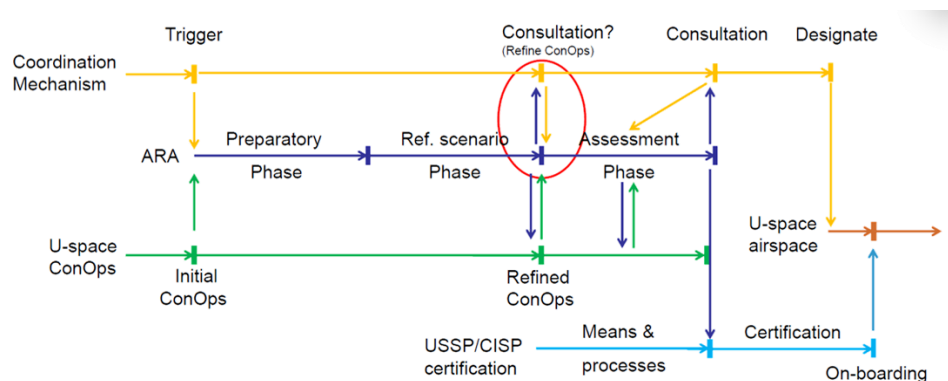 Trigger
Consultation?
(Refine ConOps)
Consultation
Designate
Coordination
Mechanism
Preparatory
Phase
Ref. scenario
Phase
Assessment
Phase
ARA
U-space
airspace
U-space
ConOps
Initial
ConOps
Refined
ConOps
USSP/CISP
certification
Means &
processes
Certification
On-boarding